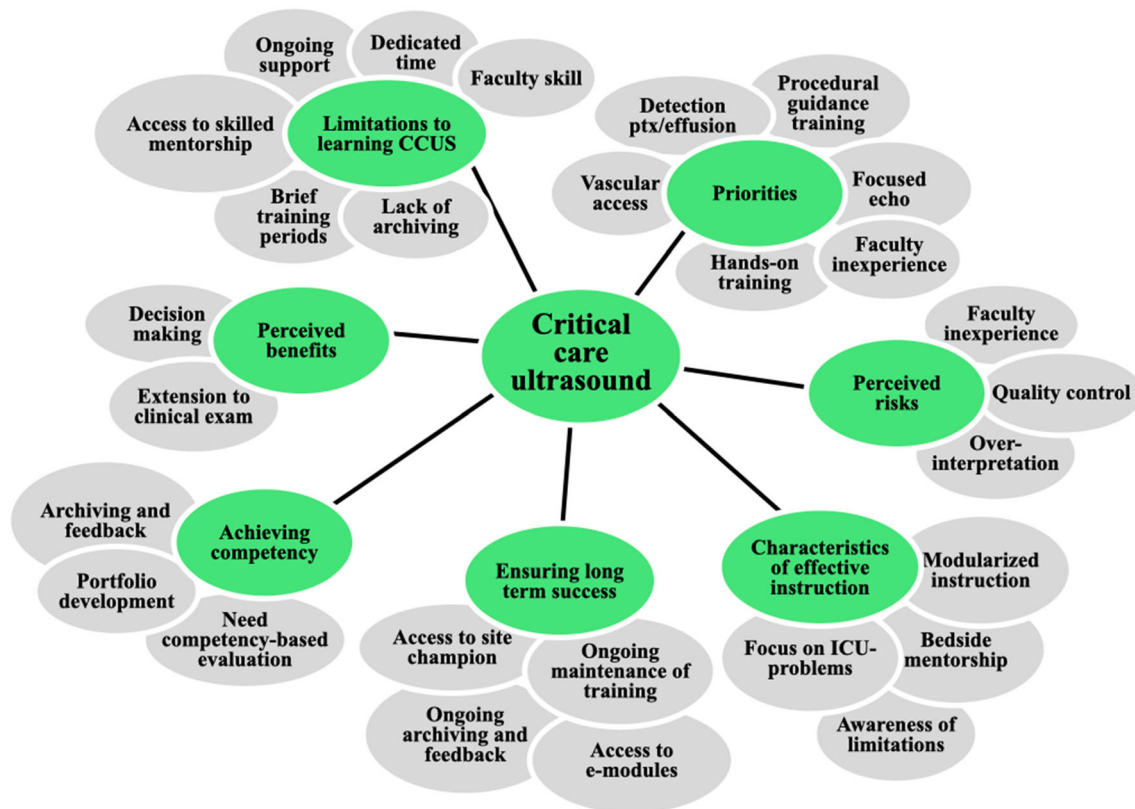 Ongoing
support
Dedicated
time
Faculty skill
Access to skilled
mentorship
Limitations to
learning CCUS
Brief
training
periods
Lack of
archiving
Detection
ptx/effusion
Procedural
guidance
training
Vascular
access
Priorities
Focused
echo
Hands-on
training
Faculty
inexperience
Decision
making
Perceived
benefits
Extension to
clinical exam
Critical
care
ultrasound
Faculty
inexperience
Perceived
risks
Quality control
Over-
interpretation
Archiving and
feedback
Achieving
competency
Portfolio
development
Need
competency-based
evaluation
Ensuring long
term success
Access to site
champion
Ongoing
maintenance of
training
Ongoing
archiving and
feedback
Access to
e-modules
Characteristics
of effective
instruction
Modularized
instruction
Focus on ICU-
problems
Bedside
mentorship
Awareness of
limitations